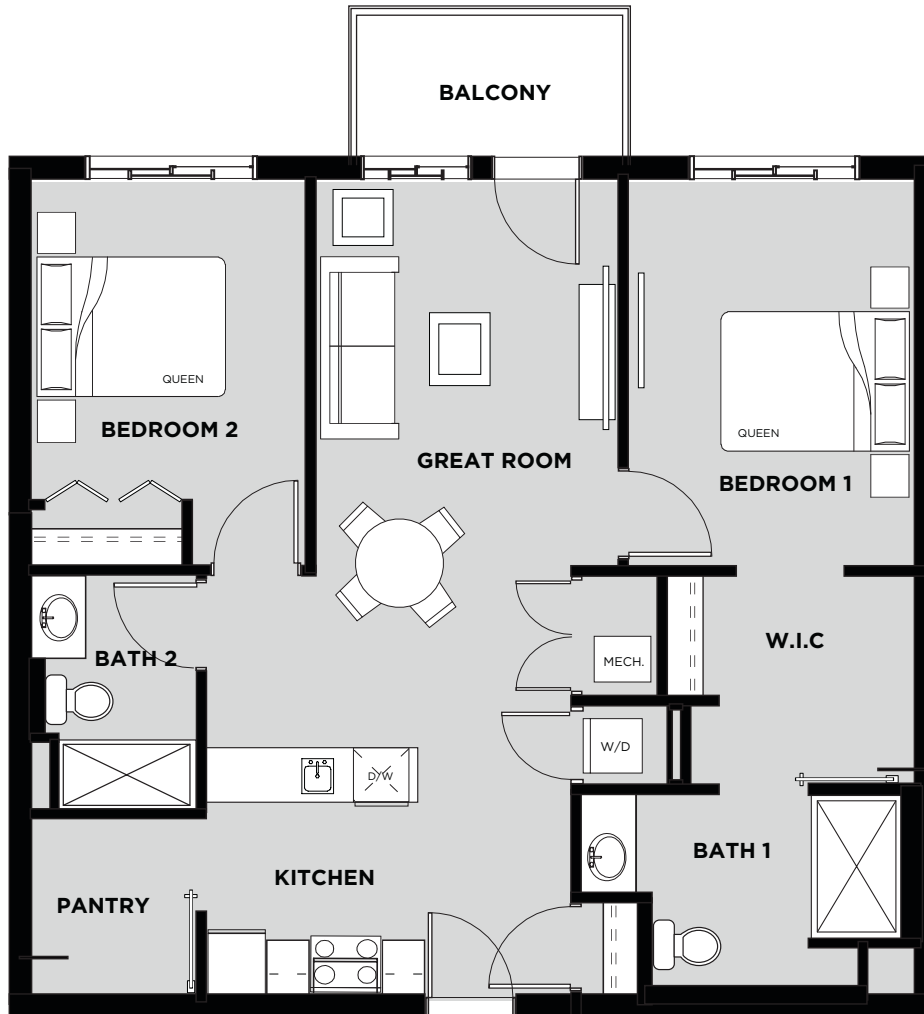 BALCONY
QUEEN
BEDROOM 2
GREAT ROOM
QUEEN
BEDROOM 1
BATH 2
MECH.
W.I.C
W/D
D/W
BATH 1
KITCHEN
PANTRY